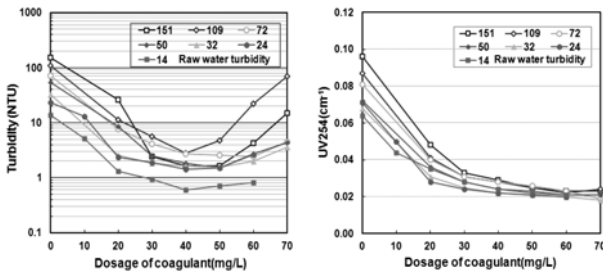 1000
100
10
1
0.1
Turbidity (NTU)
151 109 72
50 32 24
14 Raw water turbidity
0 10 20 30 40 50 60 70
Dosage of coagulant(mg/L)
0.12
0.10
0.08
0.06
0.04
0.02
0.00
UV254(cm⁻¹)
151 109 72
50 32 24
14 Raw water turbidity
0 10 20 30 40 50 60 70
Dosage of coagulant(mg/L)